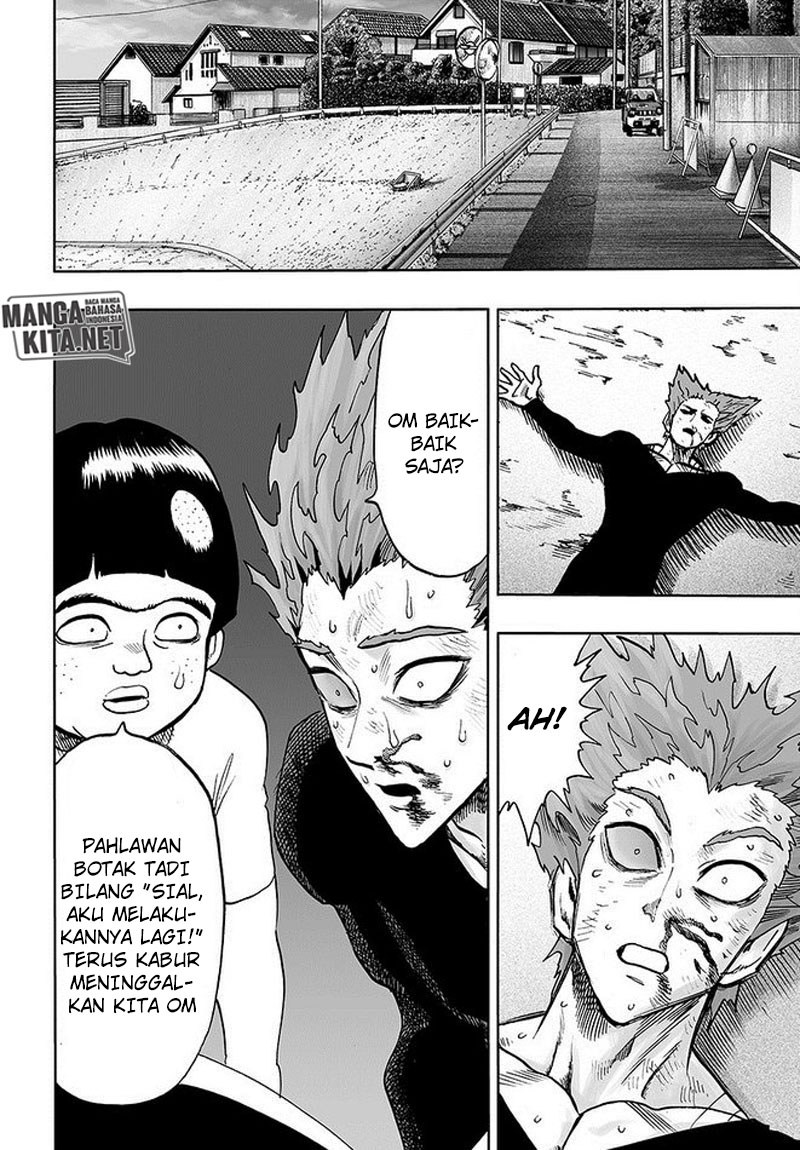 MANGA
KITA.NET
BACA MANGA
BAHASA
INDONESIA
OM BAIK-
BAIK
SAJA?
AH!
PAHLAWAN
BOTAK TADI
BILANG "SIAL,
AKU MELAKU-
KANNYA LAGI!"
TERUS KABUR
MENINGGAL-
KAN KITA OM